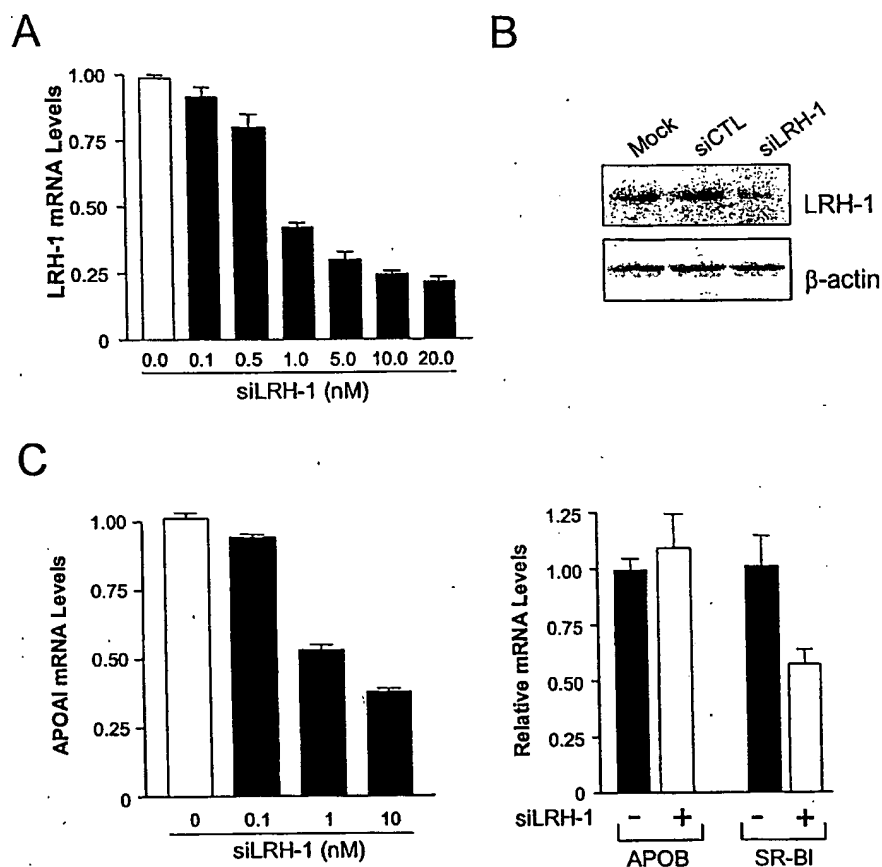 A
LRH-1 mRNA Levels
1.00
0.75
0.50
0.25
0
0.0 0.1 0.5 1.0 5.0 10.0 20.0
siLRH-1 (nM)
B
Mock siCTL siLRH-1
LRH-1
β-actin
C
APOAI mRNA Levels
1.00
0.75
0.50
0.25
0
0 0.1 1 10
siLRH-1 (nM)
Relative mRNA Levels
1.25
1.00
0.75
0.50
0.25
0
siLRH-1 - + - +
APOB SR-BI